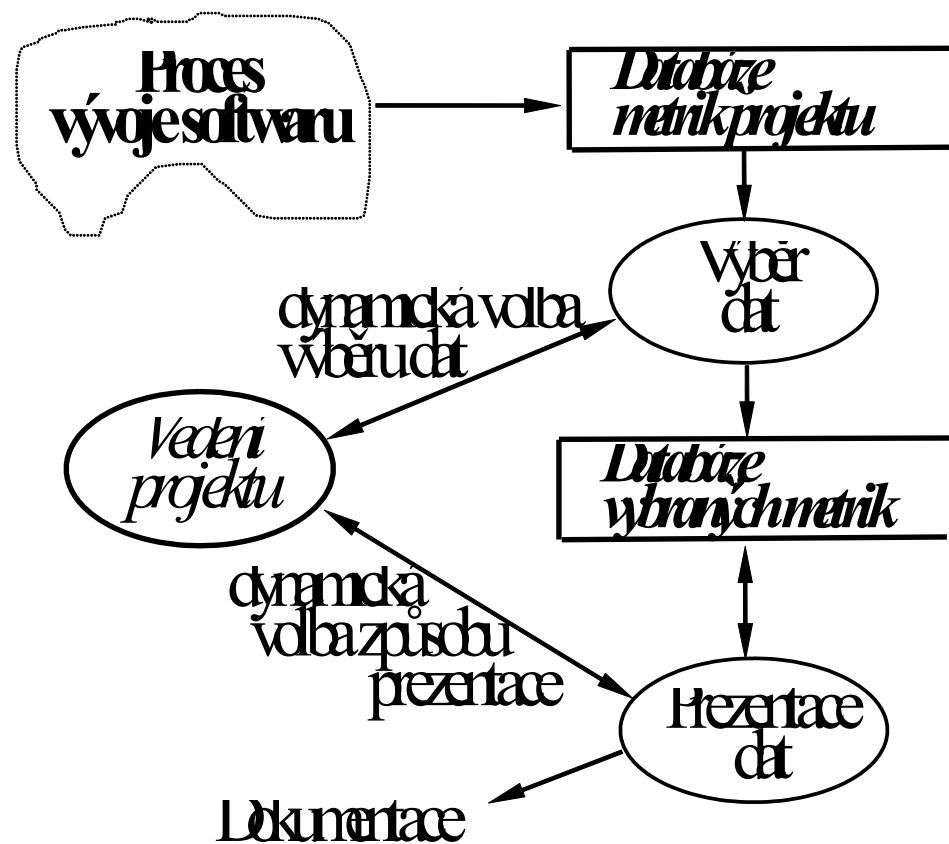 Proces
vývoje softwaru
Databáze
metrik projektu
Výběr
dat
dynamická volba
výběru dat
Vedení
projektu
Databáze
vybraných metrik
dynamická
volba způsobu
prezentace
Prezentace
dat
Dokumentace